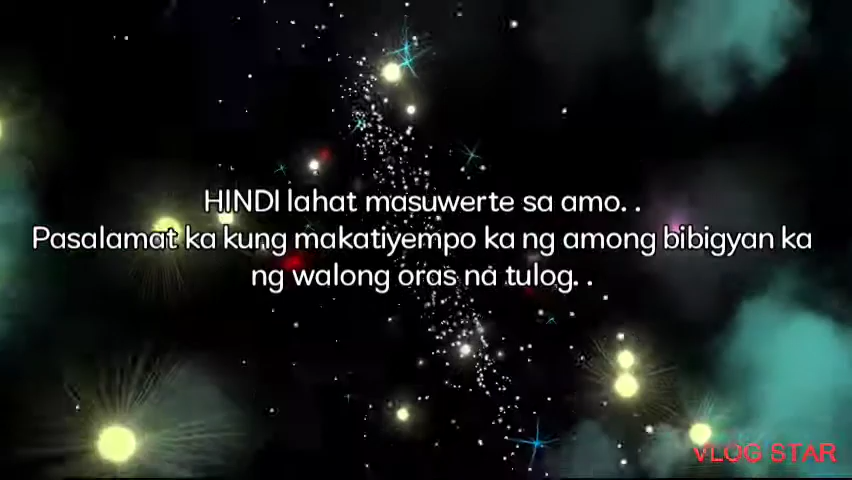 HINDI lahat masuwerte sa amo. .
Pasalamat ka kung makatiyempo ka ng among bibigyan ka
ng walong oras na tulog. .
VLOG STAR